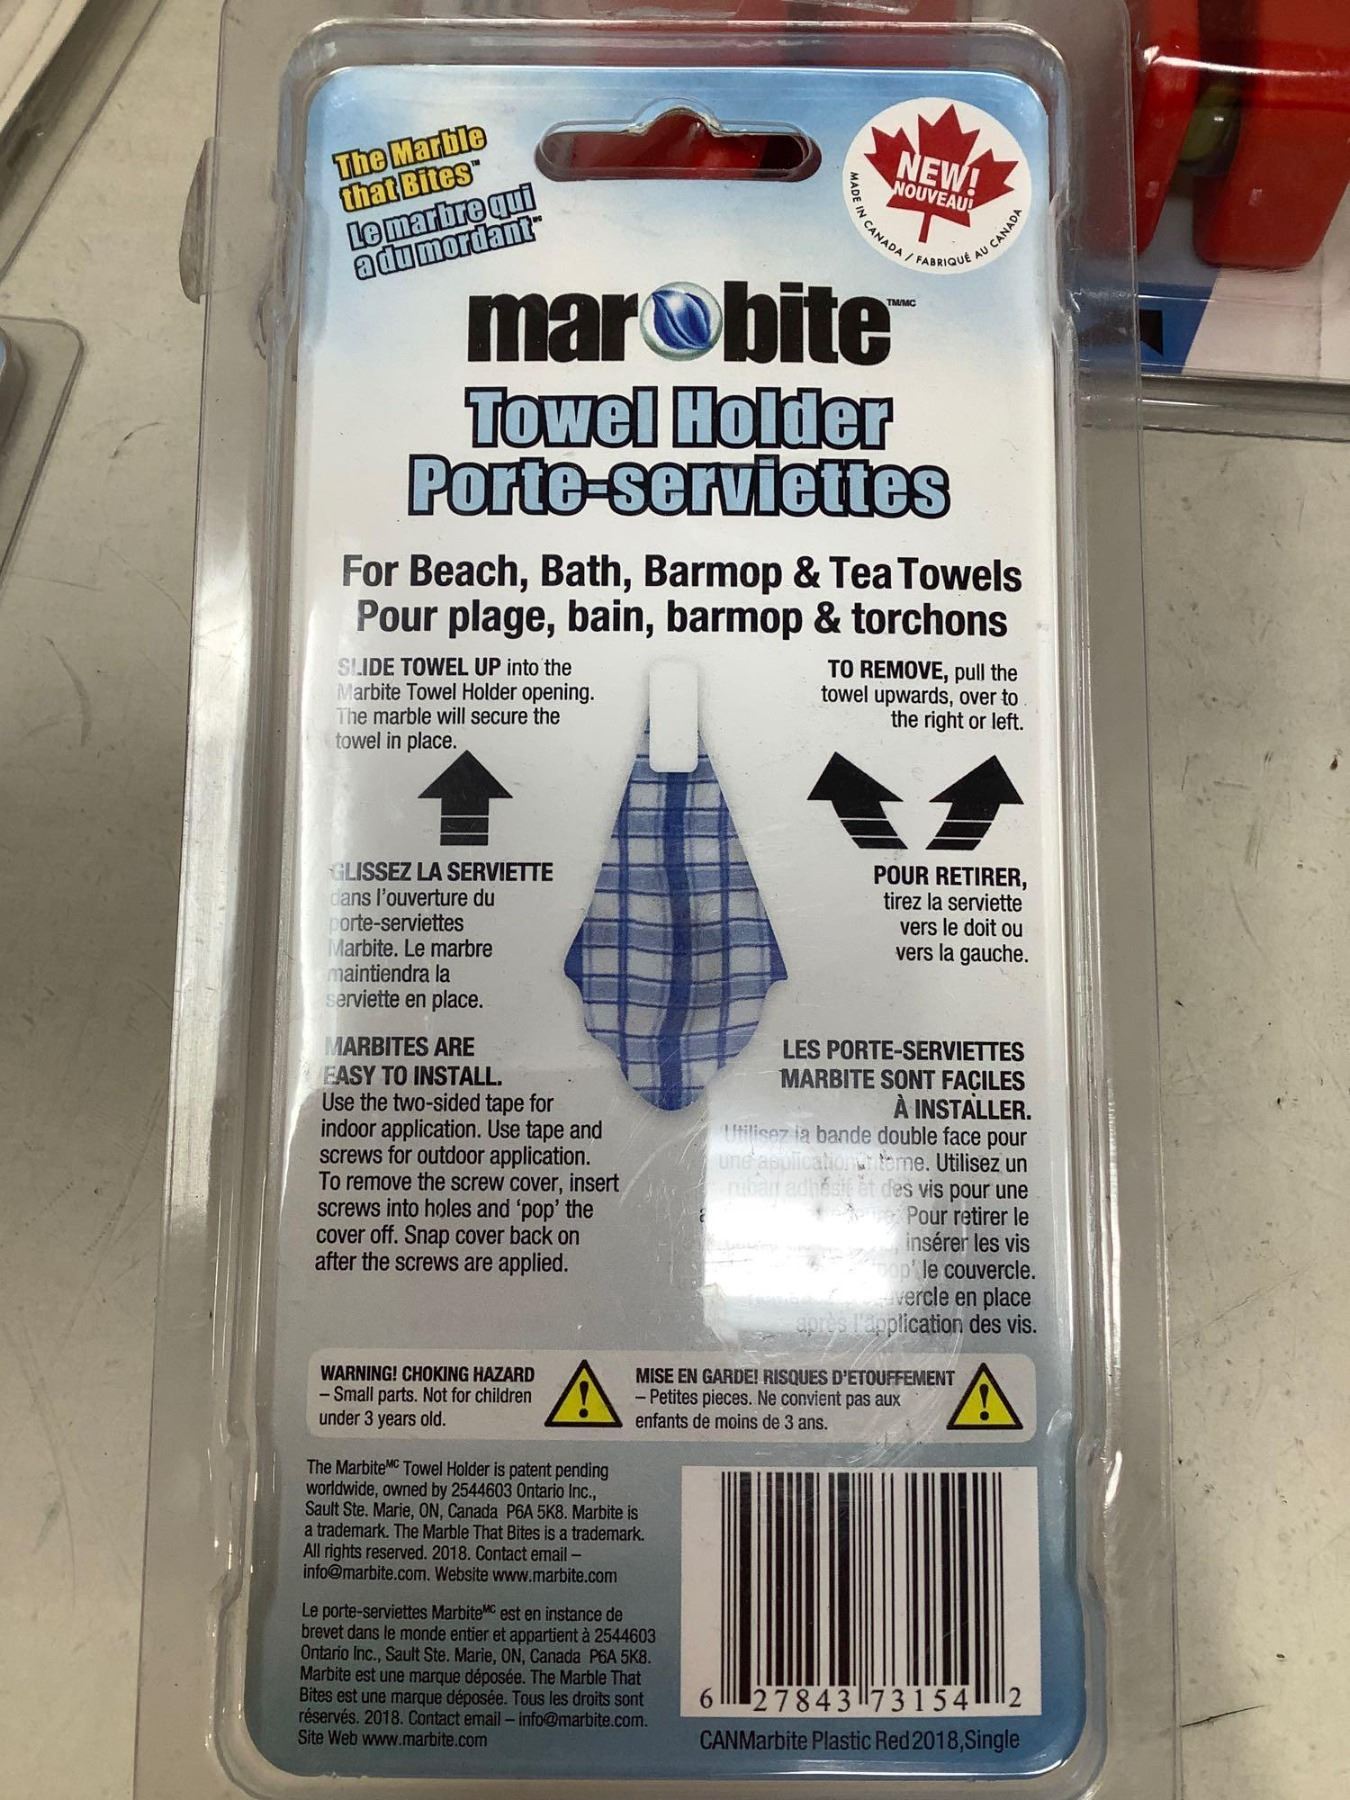 The Marble
that Bites™
Le marbre qui
a du mordant MC
NEW!
NOUVEAU!
MADE IN CANADA / FABRIQUÉ AU CANADA
marbite TM/MC
Towel Holder
Porte-serviettes
For Beach, Bath, Barmop & Tea Towels
Pour plage, bain, barmop & torchons
SLIDE TOWEL UP into the
Marbite Towel Holder opening.
The marble will secure the
towel in place.
TO REMOVE, pull the
towel upwards, over to
the right or left.
GLISSEZ LA SERVIETTE
dans l'ouverture du
porte-serviettes
Marbite. Le marbre
maintiendra la
serviette en place.
POUR RETIRER,
tirez la serviette
vers le doit ou
vers la gauche.
MARBITES ARE
EASY TO INSTALL.
Use the two-sided tape for
indoor application. Use tape and
screws for outdoor application.
To remove the screw cover, insert
screws into holes and 'pop' the
cover off. Snap cover back on
after the screws are applied.
LES PORTE-SERVIETTES
MARBITE SONT FAÇILES
À INSTALLER.
Utilisez la bande double face pour
une application interne. Utilisez un
ruban adhésif et des vis pour une
Pour retirer le
insérer les vis
le couvercle.
en place
après l'application des vis.
WARNING! CHOKING HAZARD
– Small parts. Not for children
under 3 years old.
MISE EN GARDE! RISQUES D'ETOUFFEMENT
– Petites pieces. Ne convient pas aux
enfants de moins de 3 ans.
The Marbite MC Towel Holder is patent pending
worldwide, owned by 2544603 Ontario Inc.,
Sault Ste. Marie, ON, Canada P6A 5K8. Marbite is
a trademark. The Marble That Bites is a trademark.
All rights reserved. 2018. Contact email –
info@marbite.com. Website www.marbite.com
Le porte-serviettes Marbite MC est en instance de
brevet dans le monde entier et appartient à 2544603
Ontario Inc., Sault Ste. Marie, ON, Canada P6A 5K8.
Marbite est une marque déposée. The Marble That
Bites est une marque déposée. Tous les droits sont
réservés. 2018. Contact email – info@marbite.com.
Site Web www.marbite.com
6 27843 73154 2
CANMarbite Plastic Red 2018, Single